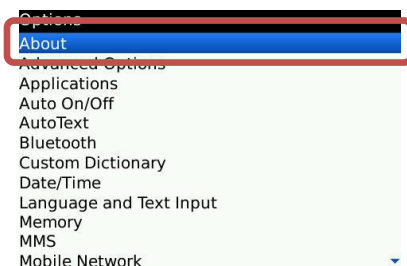 Options
About
Advanced Options
Applications
Auto On/Off
AutoText
Bluetooth
Custom Dictionary
Date/Time
Language and Text Input
Memory
MMS
Mobile Network